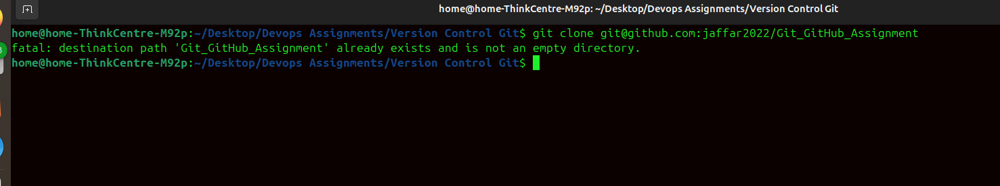 home@home-ThinkCentre-M92p: ~/Desktop/Devops Assignments/Version Control Git
home@home-ThinkCentre-M92p:~/Desktop/Devops Assignments/Version Control Git$ git clone git@github.com:jaffar2022/Git_GitHub_Assignment
fatal: destination path 'Git_GitHub_Assignment' already exists and is not an empty directory.
home@home-ThinkCentre-M92p:~/Desktop/Devops Assignments/Version Control Git$